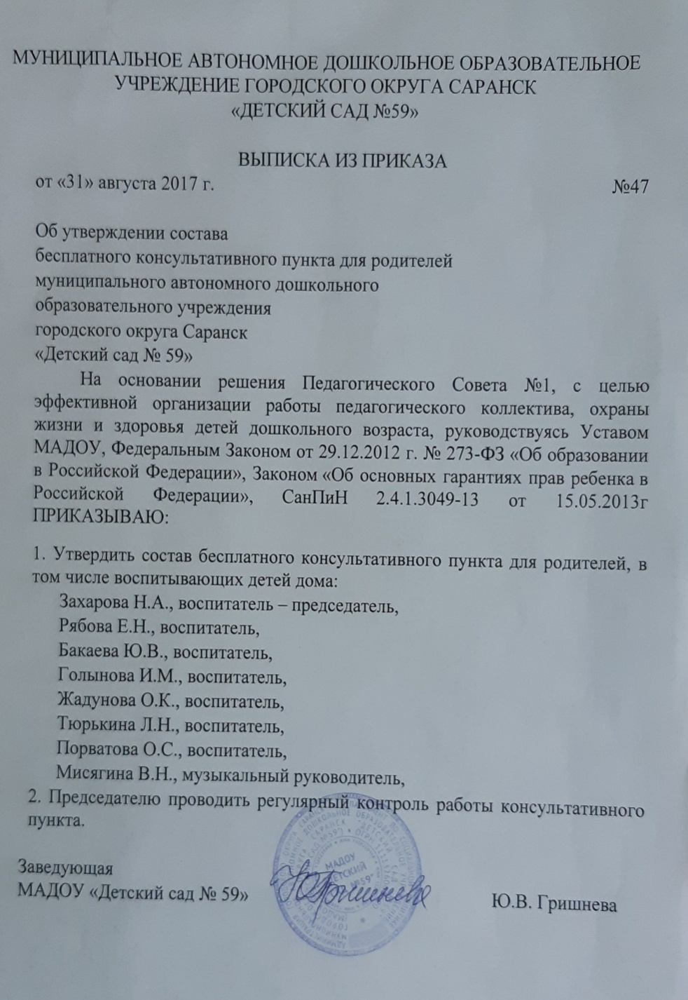 МУНИЦИПАЛЬНОЕ АВТОНОМНОЕ ДОШКОЛЬНОЕ ОБРАЗОВАТЕЛЬНОЕ
УЧРЕЖДЕНИЕ ГОРОДСКОГО ОКРУГА САРАНСК
«ДЕТСКИЙ САД №59»
ВЫПИСКА ИЗ ПРИКАЗА
от «31» августа 2017 г. №47
Об утверждении состава
бесплатного консультативного пункта для родителей
муниципального автономного дошкольного
образовательного учреждения
городского округа Саранск
«Детский сад № 59»
На основании решения Педагогического Совета №1, с целью
эффективной организации работы педагогического коллектива, охраны
жизни и здоровья детей дошкольного возраста, руководствуясь Уставом
МАДОУ, Федеральным Законом от 29.12.2012 г. № 273-ФЗ «Об образовании
в Российской Федерации», Законом «Об основных гарантиях прав ребенка в
Российской Федерации», СанПиН 2.4.1.3049-13 от 15.05.2013г
ПРИКАЗЫВАЮ:
1. Утвердить состав бесплатного консультативного пункта для родителей, в
том числе воспитывающих детей дома:
Захарова Н.А., воспитатель – председатель,
Рябова Е.Н., воспитатель,
Бакаева Ю.В., воспитатель,
Голынова И.М., воспитатель,
Жадунова О.К., воспитатель,
Тюрькина Л.Н., воспитатель,
Порватова О.С., воспитатель,
Мисягина В.Н., музыкальный руководитель,
2. Председателю проводить регулярный контроль работы консультативного
пункта.
Заведующая
МАДОУ «Детский сад № 59» Ю.В. Гришнева
МАДОУ
ДЕТСКИЙ
№59"